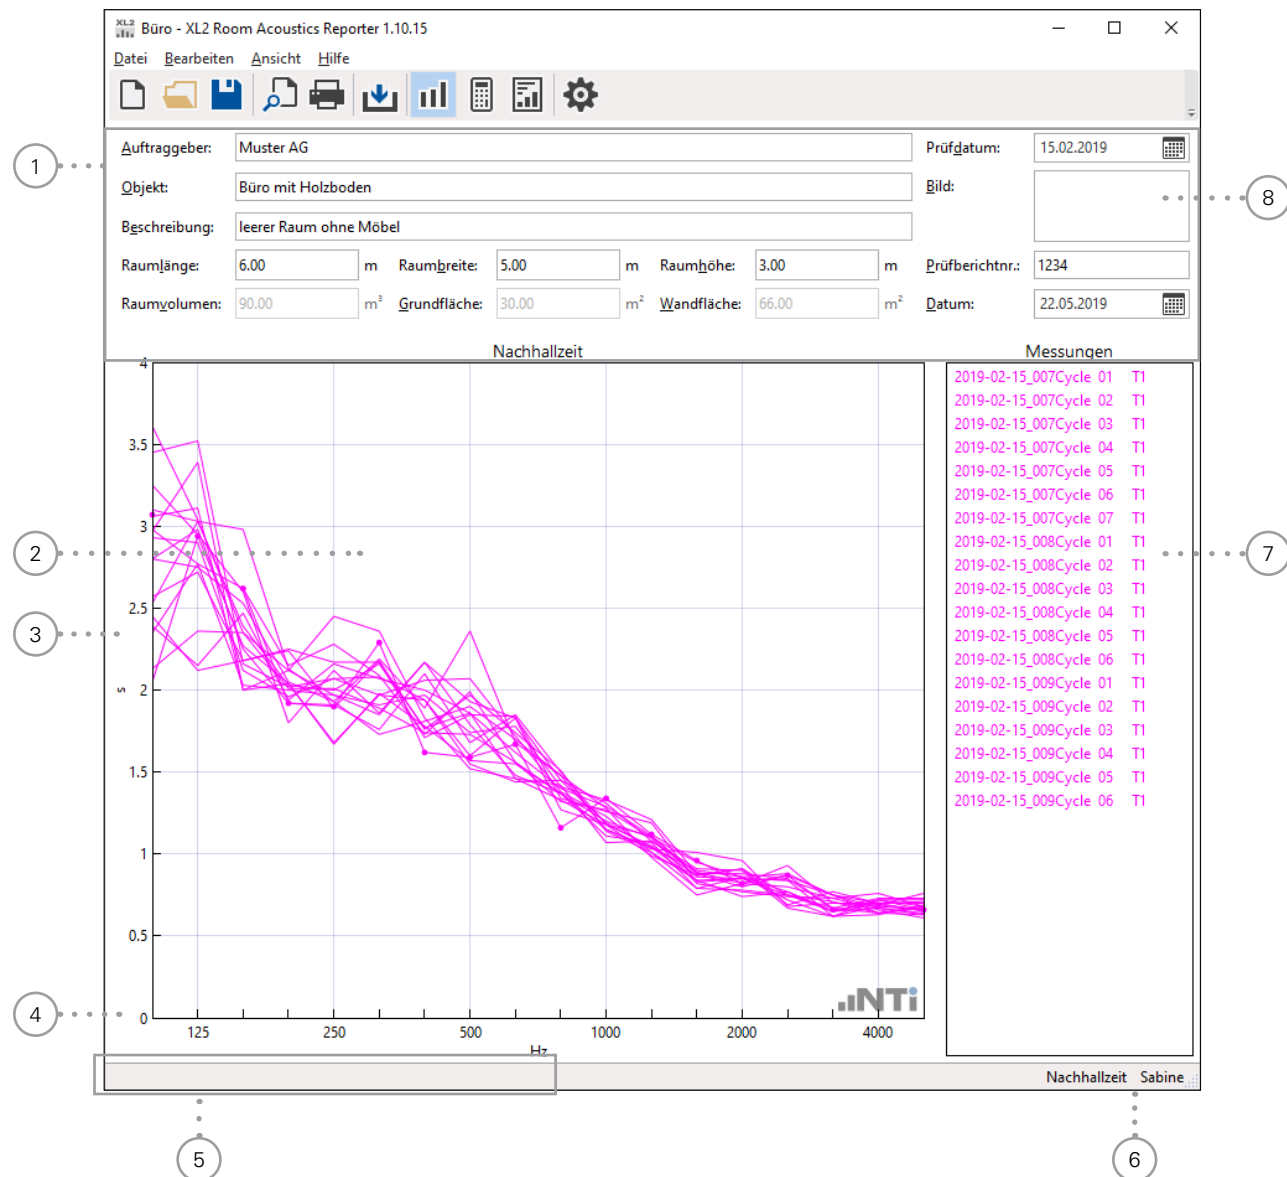 XL2 Büro - XL2 Room Acoustics Reporter 1.10.15
Datei Bearbeiten Ansicht Hilfe
1
Auftraggeber: Muster AG Prüfdatum: 15.02.2019
Objekt: Büro mit Holzboden Bild:
8
Beschreibung: leerer Raum ohne Möbel
Raumlänge: 6.00 m Raumbreite: 5.00 m Raumhöhe: 3.00 m Prüfberichtnr.: 1234
Raumvolumen: 90.00 m³ Grundfläche: 30.00 m² Wandfläche: 66.00 m² Datum: 22.05.2019
Nachhallzeit Messungen
4
3.5
3
2.5
2
1.5
1
0.5
0
s
125 250 500 1000 2000 4000
Hz
NTi
2019-02-15_007Cycle 01 T1
2019-02-15_007Cycle 02 T1
2019-02-15_007Cycle 03 T1
2019-02-15_007Cycle 04 T1
2019-02-15_007Cycle 05 T1
2019-02-15_007Cycle 06 T1
2019-02-15_007Cycle 07 T1
2019-02-15_008Cycle 01 T1
2019-02-15_008Cycle 02 T1
2019-02-15_008Cycle 03 T1
2019-02-15_008Cycle 04 T1
2019-02-15_008Cycle 05 T1
2019-02-15_008Cycle 06 T1
2019-02-15_009Cycle 01 T1
2019-02-15_009Cycle 02 T1
2019-02-15_009Cycle 03 T1
2019-02-15_009Cycle 04 T1
2019-02-15_009Cycle 05 T1
2019-02-15_009Cycle 06 T1
2
7
3
4
Nachhallzeit Sabine
5
6